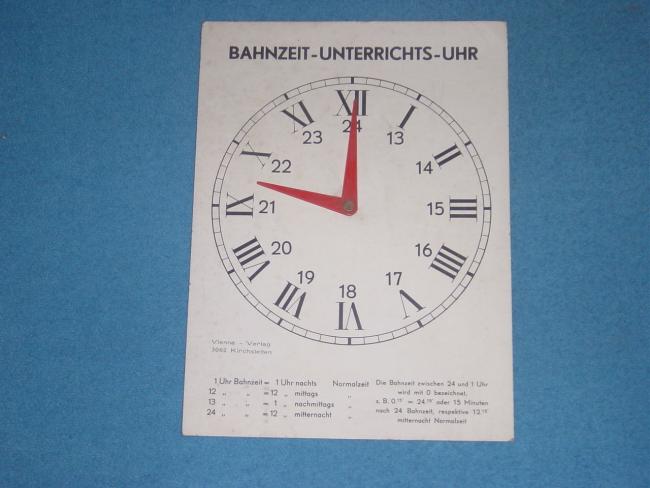 BAHNZEIT-UNTERRICHTS-UHR
XII
24
I
13
II
14
III
15
IIII
16
V
17
VI
18
VII
19
VIII
20
IX
21
X
22
XI
23
Vienna - Verlag
3062 Kirchstetten
1 Uhr Bahnzeit = 1 Uhr nachts Normalzeit
12 „ „ = 12 „ mittags „
13 „ „ = 1 „ nachmittags „
24 „ „ = 12 „ mitternacht „
Die Bahnzeit zwischen 24 und 1 Uhr
wird mit 0 bezeichnet,
z. B. 0.15 = 24.15 oder 15 Minuten
nach 24 Bahnzeit, respektive 12.15
mitternacht Normalzeit